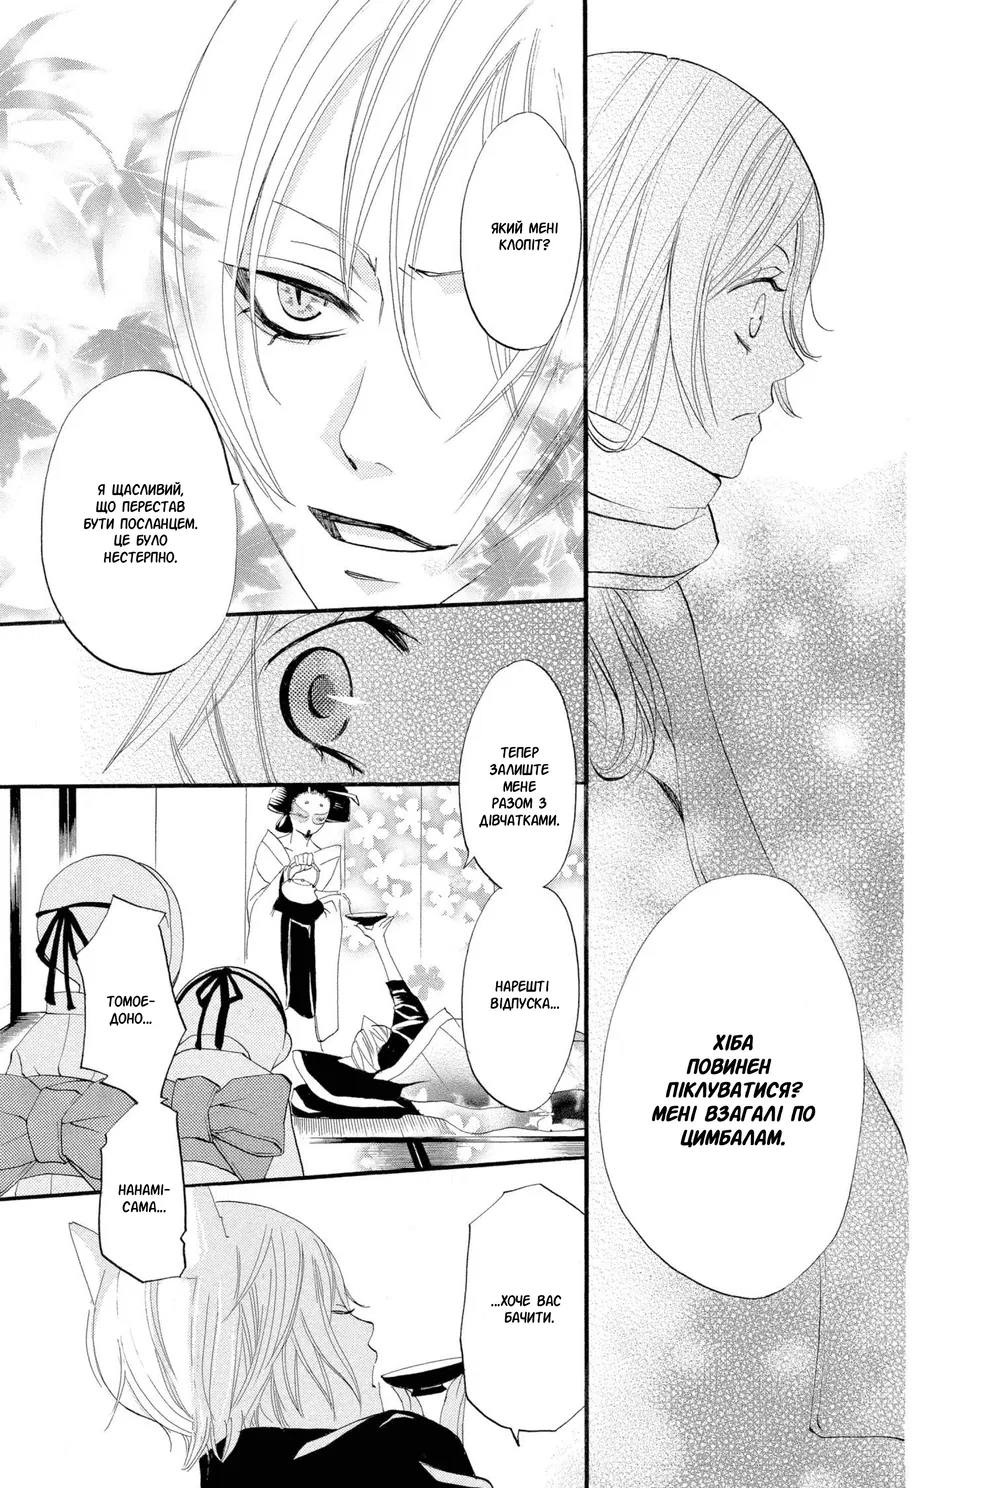 ХІБА
ПОВИНЕН
ПІКЛУВАТИСЯ?
МЕНІ ВЗАГАЛІ ПО
ЦИМБАЛАМ.
ЯКИЙ МЕНІ
КЛОПІТ?
Я ЩАСЛИВИЙ,
ЩО ПЕРЕСТАВ
БУТИ ПОСЛАНЦЕМ.
ЦЕ БУЛО
НЕСТЕРПНО.
ТЕПЕР
ЗАЛИШТЕ
МЕНЕ
РАЗОМ З
ДІВЧАТКАМИ.
НАРЕШТІ
ВІДПУСКА...
ТОМОЕ-
ДОНО...
НАНАМІ-
САМА...
...ХОЧЕ ВАС
БАЧИТИ.